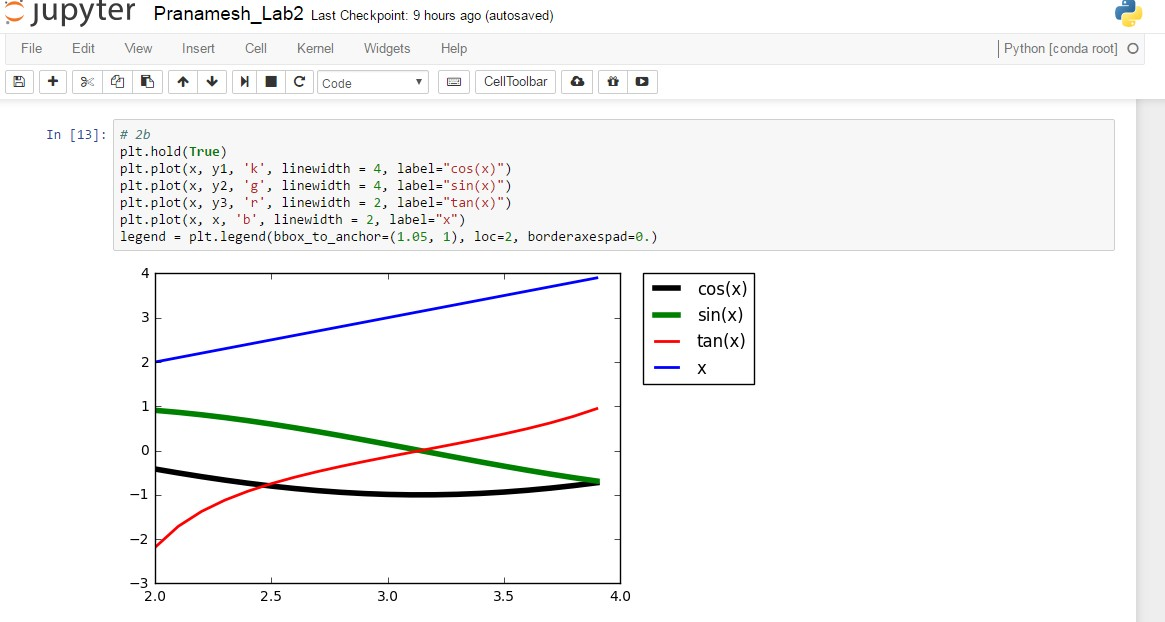 jupyter Pranamesh_Lab2 Last Checkpoint: 9 hours ago (autosaved)
File Edit View Insert Cell Kernel Widgets Help Python [conda root]
Code CellToolbar
In [13]: # 2b
plt.hold(True)
plt.plot(x, y1, 'k', linewidth = 4, label="cos(x)")
plt.plot(x, y2, 'g', linewidth = 4, label="sin(x)")
plt.plot(x, y3, 'r', linewidth = 2, label="tan(x)")
plt.plot(x, x, 'b', linewidth = 2, label="x")
legend = plt.legend(bbox_to_anchor=(1.05, 1), loc=2, borderaxespad=0.)
4
3
2
1
0
−1
−2
−3
2.0 2.5 3.0 3.5 4.0
cos(x)
sin(x)
tan(x)
x